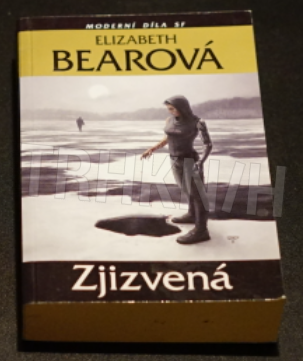 MODERNÍ DÍLA SF
ELIZABETH
BEAROVÁ
Zjizvená